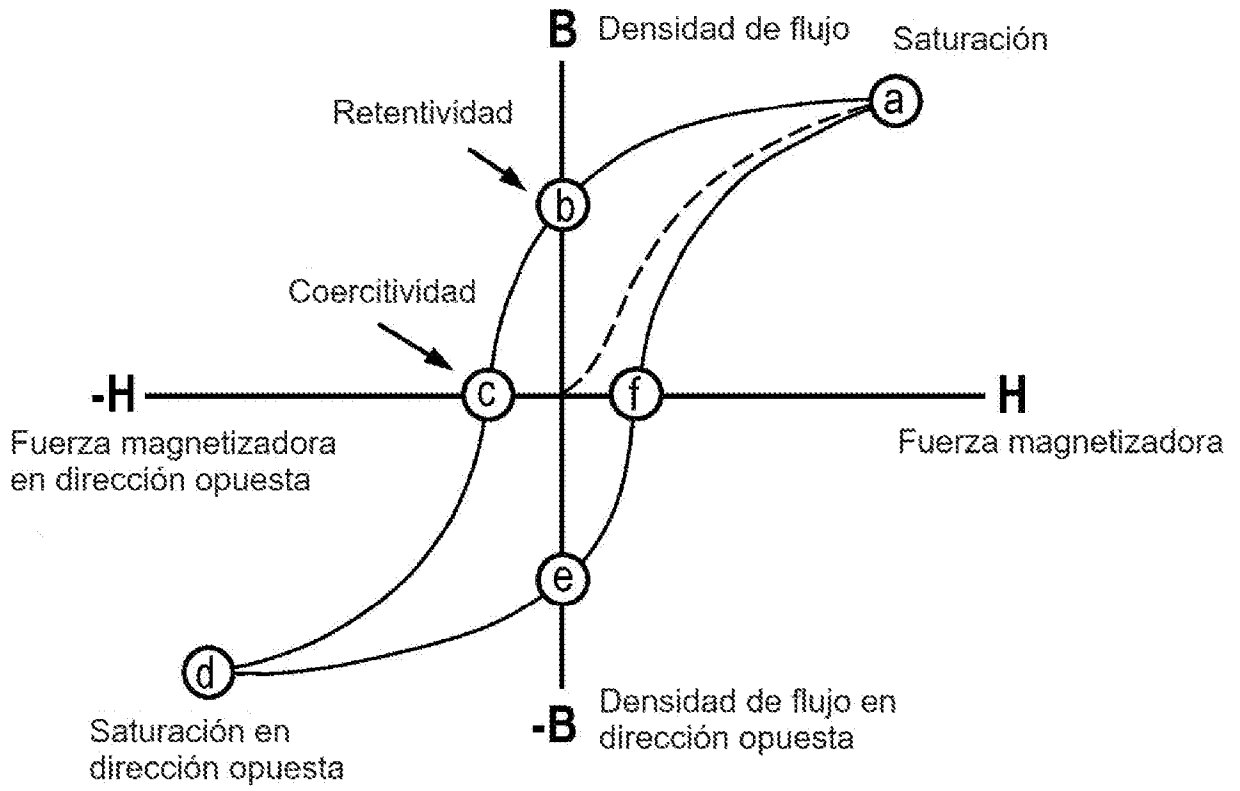 B Densidad de flujo
Saturación
a
Retentividad
b
Coercitividad
-H
c
f
H
Fuerza magnetizadora
en dirección opuesta
Fuerza magnetizadora
e
d
Saturación en
dirección opuesta
-B
Densidad de flujo en
dirección opuesta